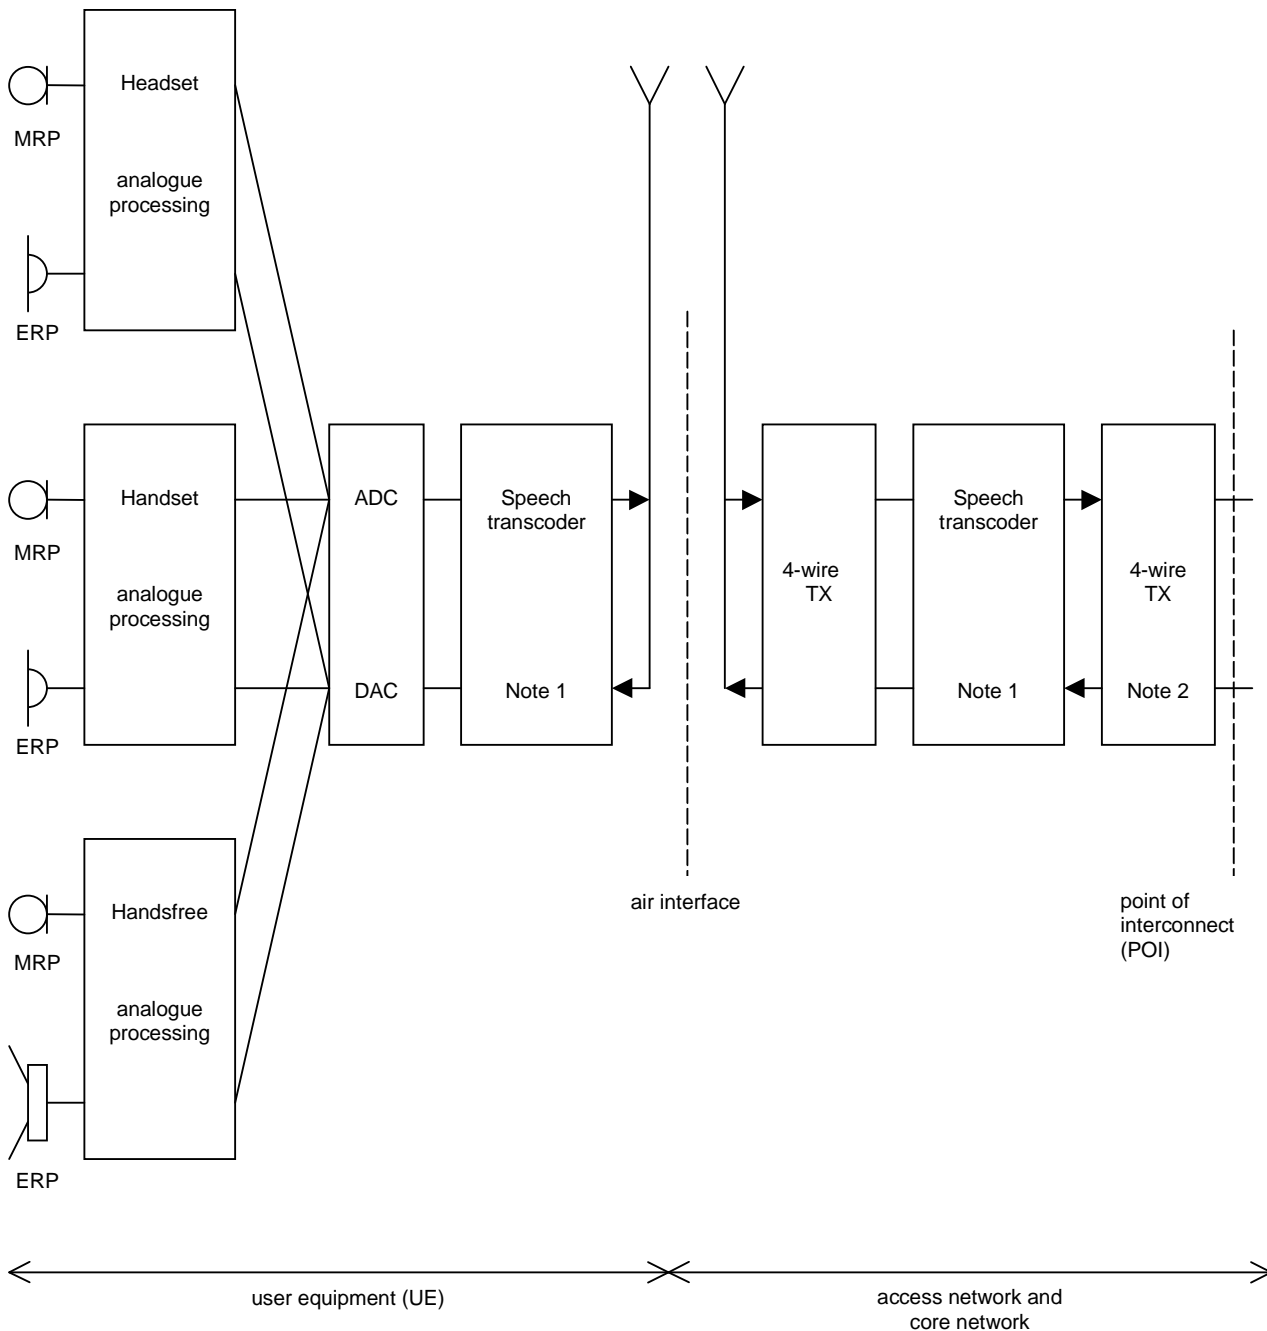 Headset
MRP
analogue
processing
ERP
Handset
MRP
analogue
processing
ERP
ADC
DAC
Speech
transcoder
Note 1
4-wire
TX
Speech
transcoder
Note 1
4-wire
TX
Note 2
Handsfree
MRP
analogue
processing
ERP
air interface
point of
interconnect
(POI)
user equipment (UE)
access network and
core network